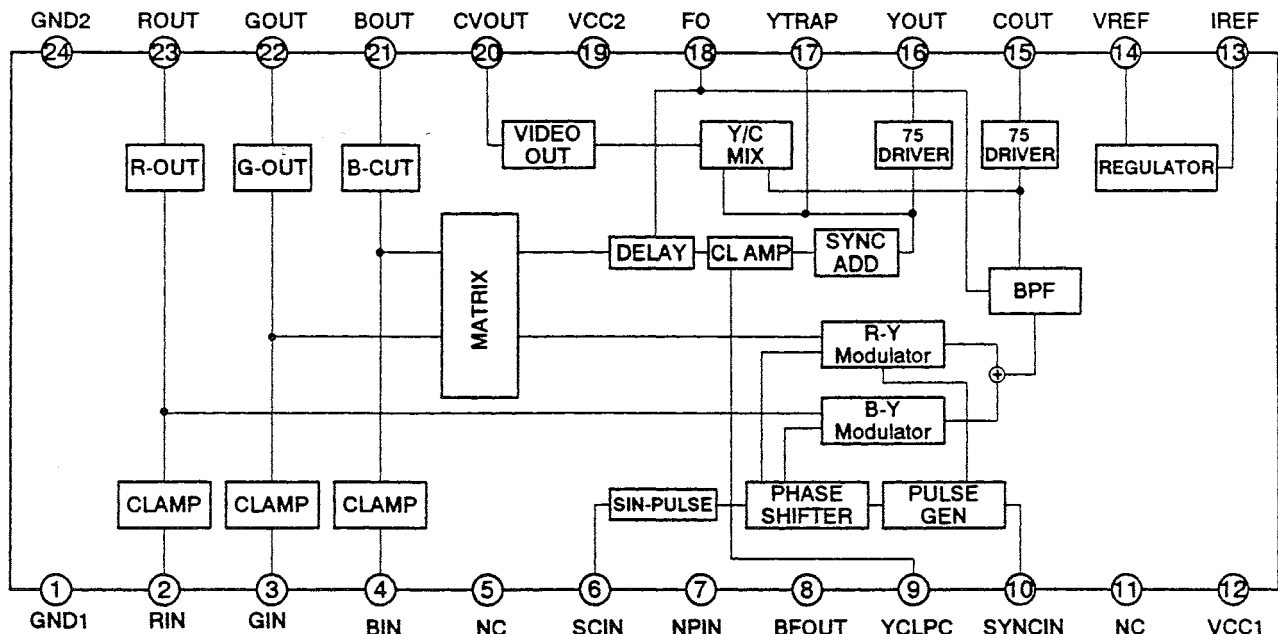 GND2 ROUT GOUT BOUT CVOUT VCC2 FO YTRAP YOUT COUT VREF IREF
24 23 22 21 20 19 18 17 16 15 14 13
R-OUT
G-OUT
B-CUT
VIDEO
OUT
Y/C
MIX
75
DRIVER
75
DRIVER
REGULATOR
MATRIX
DELAY
CL AMP
SYNC
ADD
BPF
R-Y
Modulator
+
B-Y
Modulator
CLAMP
CLAMP
CLAMP
SIN-PULSE
PHASE
SHIFTER
PULSE
GEN
1 2 3 4 5 6 7 8 9 10 11 12
GND1 RIN GIN BIN NC SCIN NPIN BFOUT YCLPC SYNCIN NC VCC1